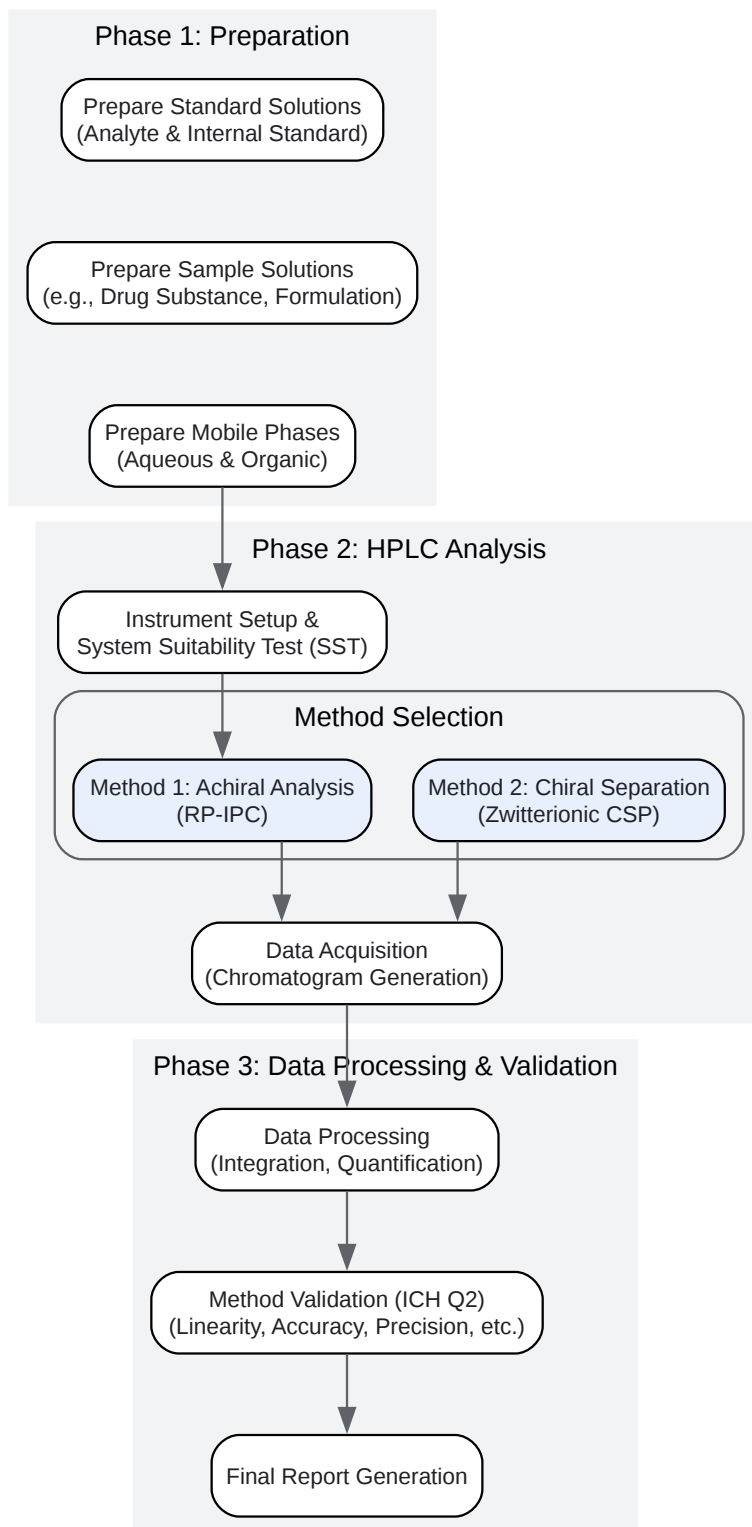 Phase 1: Preparation
Prepare Standard Solutions
(Analyte & Internal Standard)
Prepare Sample Solutions
(e.g., Drug Substance, Formulation)
Prepare Mobile Phases
(Aqueous & Organic)
Phase 2: HPLC Analysis
Instrument Setup &
System Suitability Test (SST)
Method Selection
Method 1: Achiral Analysis
(RP-IPC)
Method 2: Chiral Separation
(Zwitterionic CSP)
Data Acquisition
(Chromatogram Generation)
Phase 3: Data Processing & Validation
Data Processing
(Integration, Quantification)
Method Validation (ICH Q2)
(Linearity, Accuracy, Precision, etc.)
Final Report Generation